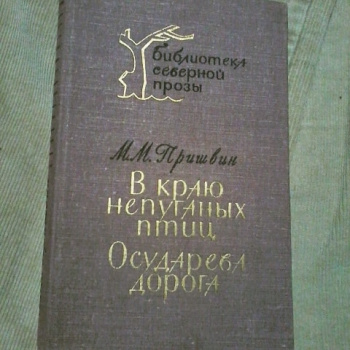 библиотека
северной
прозы
М.М.Пришвин
В краю
непуганых
птиц
Осударева
дорога